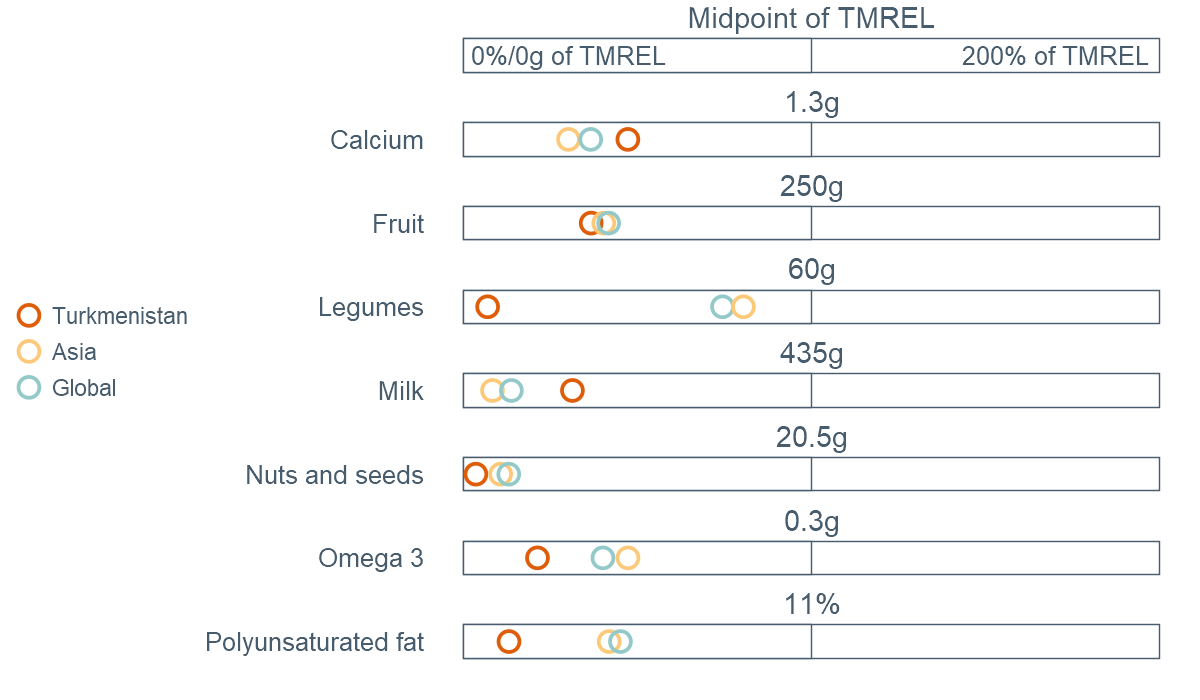 Midpoint of TMREL
0%/0g of TMREL
200% of TMREL
1.3g
Calcium
250g
Fruit
60g
Legumes
435g
Milk
20.5g
Nuts and seeds
0.3g
Omega 3
11%
Polyunsaturated fat
Turkmenistan
Asia
Global